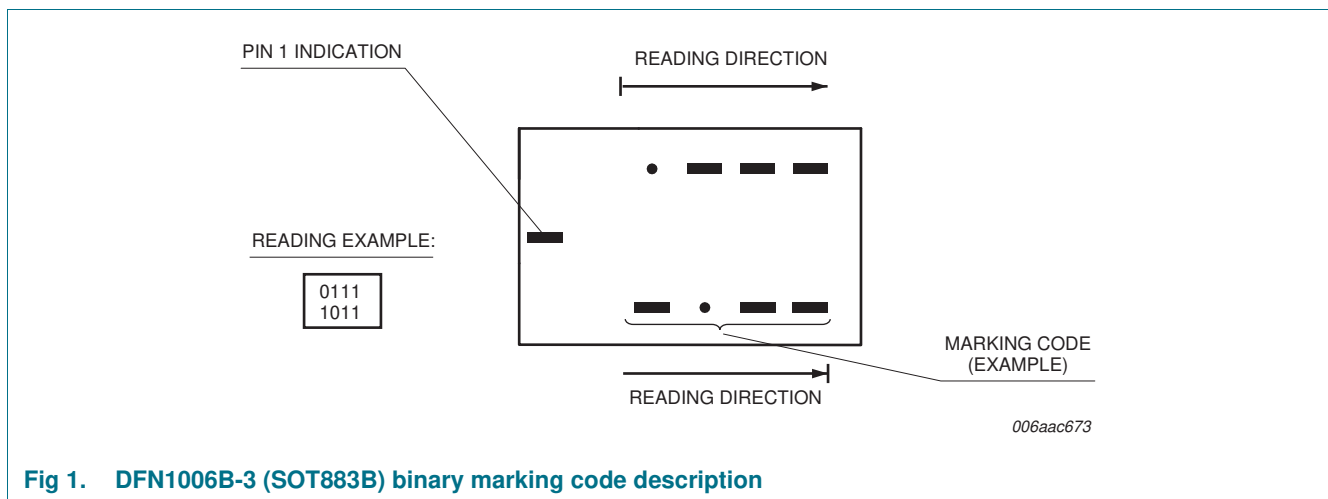 PIN 1 INDICATION
READING DIRECTION
READING EXAMPLE:
0111
1011
MARKING CODE
(EXAMPLE)
READING DIRECTION
006aac673
Fig 1. DFN1006B-3 (SOT883B) binary marking code description